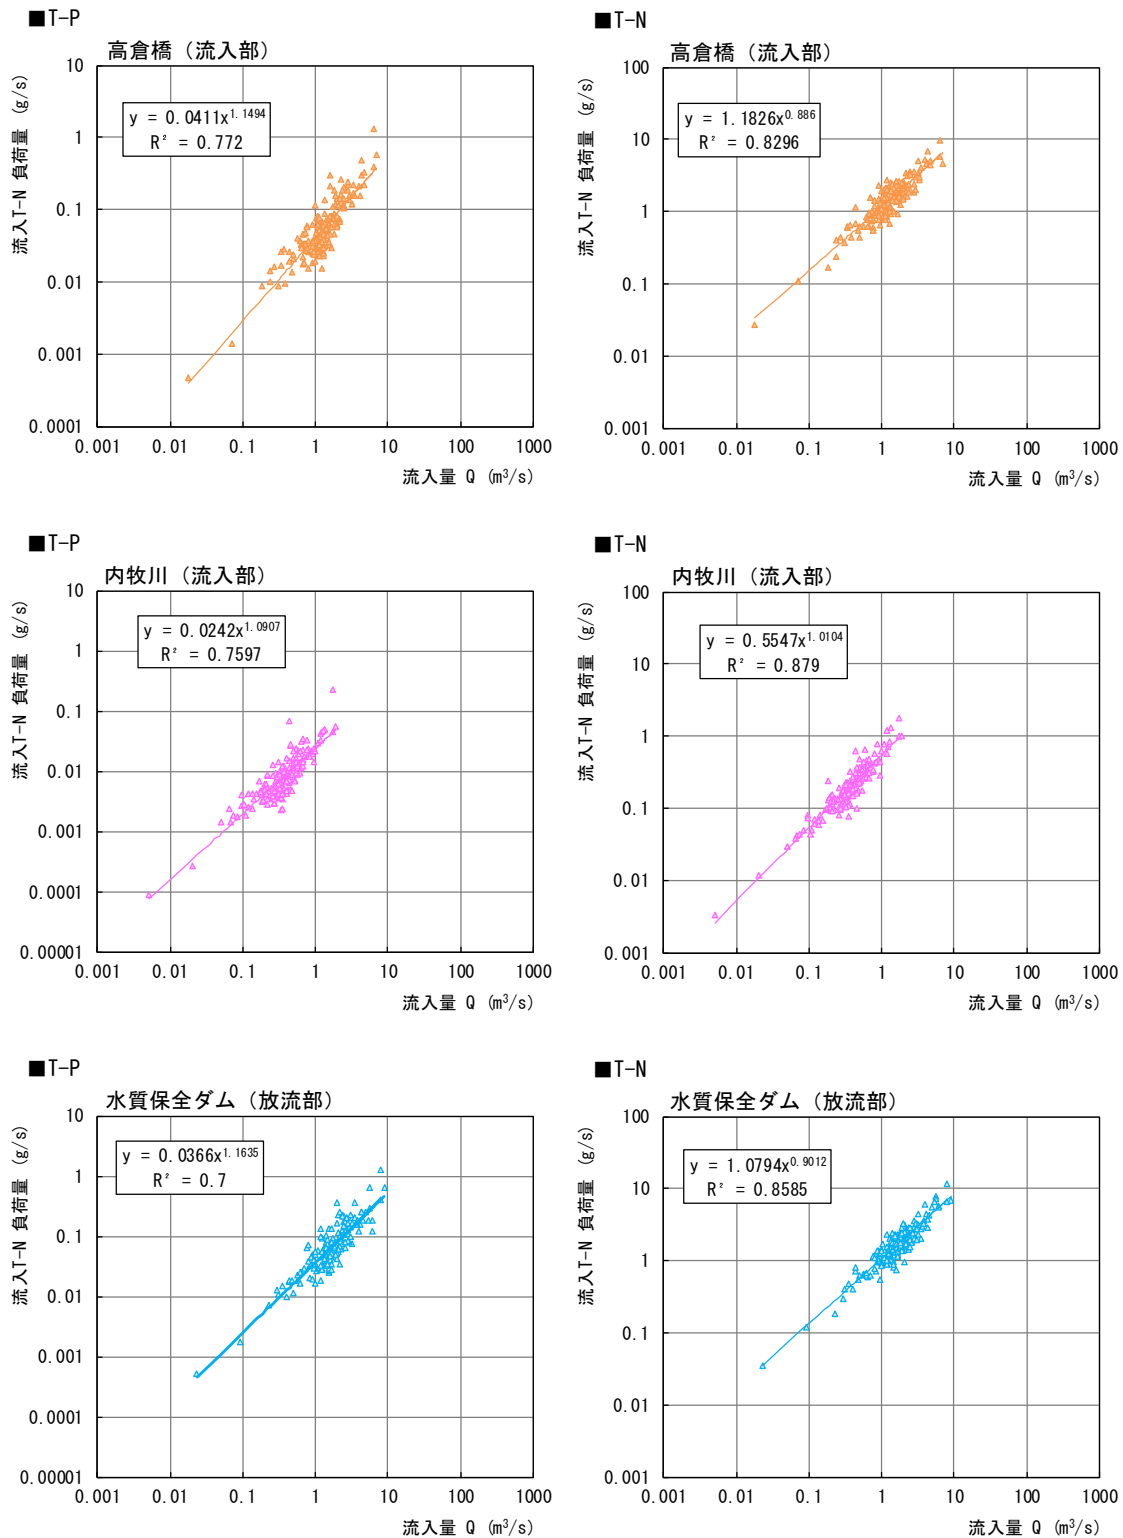 ■T-P
高倉橋（流入部）
流入T-N 負荷量 (g/s)
10
1
0.1
0.01
0.001
0.0001
y = 0.0411x^1.1494
R² = 0.772
0.001 0.01 0.1 1 10 100 1000
流入量 Q (m³/s)
■T-N
高倉橋（流入部）
流入T-N 負荷量 (g/s)
100
10
1
0.1
0.01
0.001
y = 1.1826x^0.886
R² = 0.8296
0.001 0.01 0.1 1 10 100 1000
流入量 Q (m³/s)
■T-P
内牧川（流入部）
流入T-N 負荷量 (g/s)
10
1
0.1
0.01
0.001
0.0001
0.00001
y = 0.0242x^1.0907
R² = 0.7597
0.001 0.01 0.1 1 10 100 1000
流入量 Q (m³/s)
■T-N
内牧川（流入部）
流入T-N 負荷量 (g/s)
100
10
1
0.1
0.01
0.001
y = 0.5547x^1.0104
R² = 0.879
0.001 0.01 0.1 1 10 100 1000
流入量 Q (m³/s)
■T-P
水質保全ダム（放流部）
流入T-N 負荷量 (g/s)
10
1
0.1
0.01
0.001
0.0001
0.00001
y = 0.0366x^1.1635
R² = 0.7
0.001 0.01 0.1 1 10 100 1000
流入量 Q (m³/s)
■T-N
水質保全ダム（放流部）
流入T-N 負荷量 (g/s)
100
10
1
0.1
0.01
0.001
y = 1.0794x^0.9012
R² = 0.8585
0.001 0.01 0.1 1 10 100 1000
流入量 Q (m³/s)